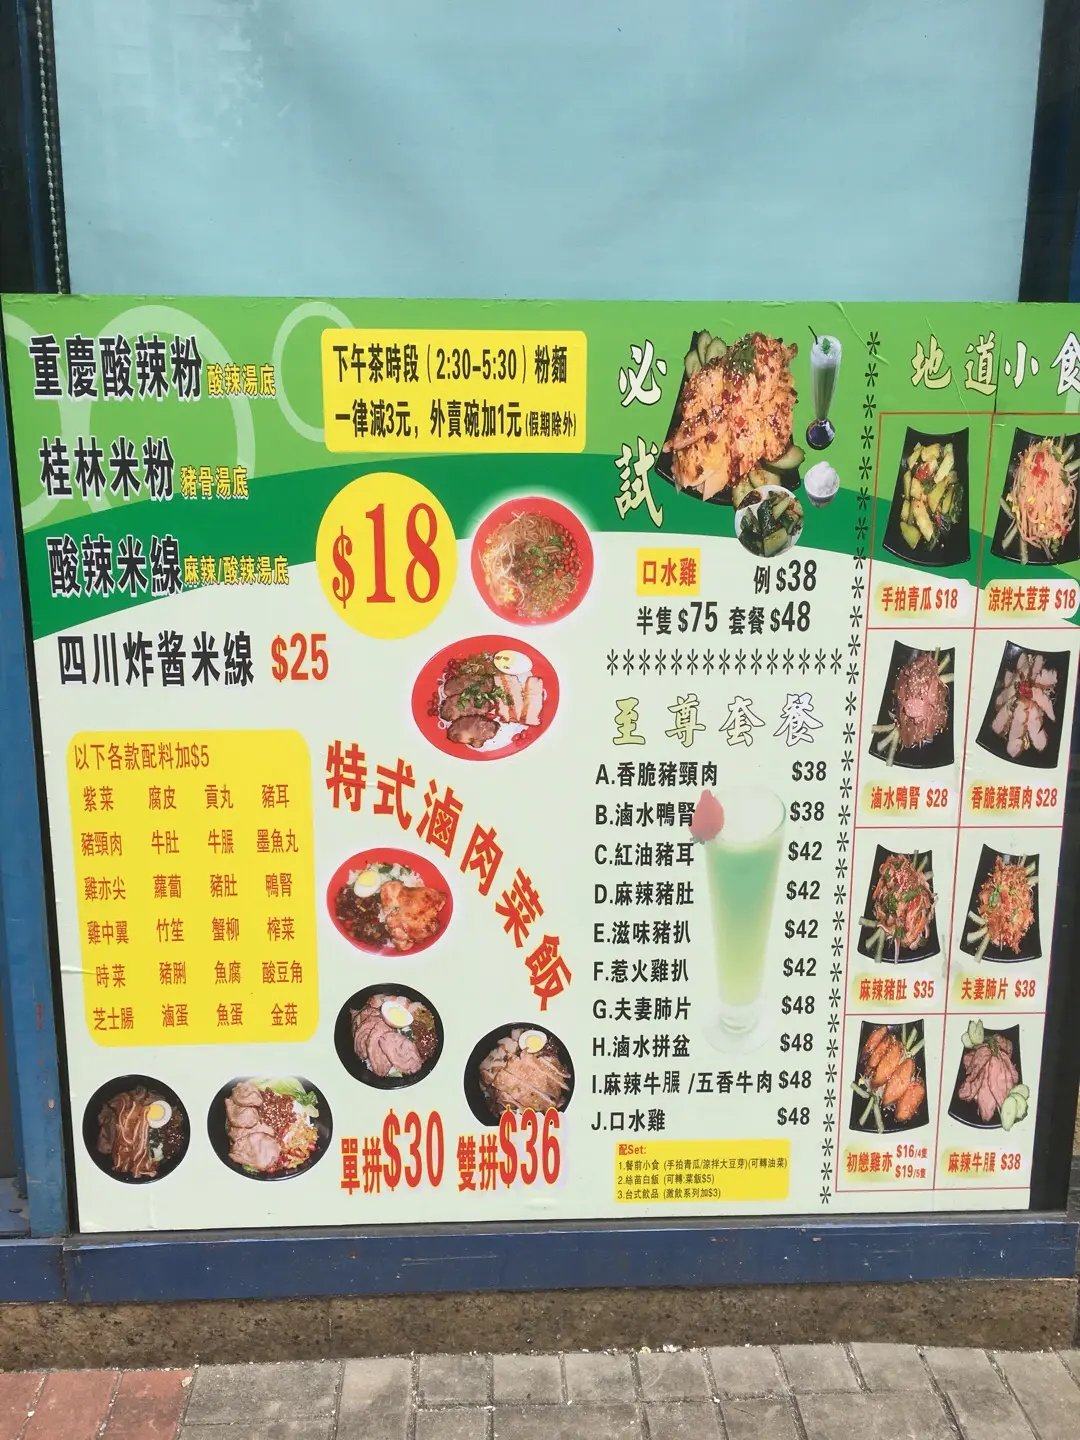 重慶酸辣粉 酸辣湯底
桂林米粉 豬骨湯底
酸辣米線 麻辣/酸辣湯底
$18
四川炸醬米線 $25
下午茶時段(2:30-5:30)粉麵
一律減3元，外賣碗加1元(假期除外)
以下各款配料加$5
紫菜 腐皮 貢丸 豬耳
豬頸肉 牛肚 牛𦟌 墨魚丸
雞亦尖 蘿蔔 豬肚 鴨腎
雞中翼 竹笙 蟹柳 榨菜
時菜 豬脷 魚腐 酸豆角
芝士腸 滷蛋 魚蛋 金菇
特式滷肉菜飯
單拼$30 雙拼$36
必試
口水雞 例$38
半隻$75 套餐$48
******************
至尊套餐
A.香脆豬頸肉 $38
B.滷水鴨腎 $38
C.紅油豬耳 $42
D.麻辣豬肚 $42
E.滋味豬扒 $42
F.惹火雞扒 $42
G.夫妻肺片 $48
H.滷水拼盆 $48
I.麻辣牛𦟌/五香牛肉 $48
J.口水雞 $48
配Set:
1.餐前小食 (手拍青瓜/涼拌大荳芽)(可轉油菜)
2.絲苗白飯 (可轉:菜飯$5)
3.台式飲品 (激飲系列加$3)
地道小食
手拍青瓜 $18 涼拌大荳芽 $18
滷水鴨腎 $28 香脆豬頸肉 $28
麻辣豬肚 $35 夫妻肺片 $38
初戀雞亦 $16/4隻 $19/5隻 麻辣牛𦟌 $38